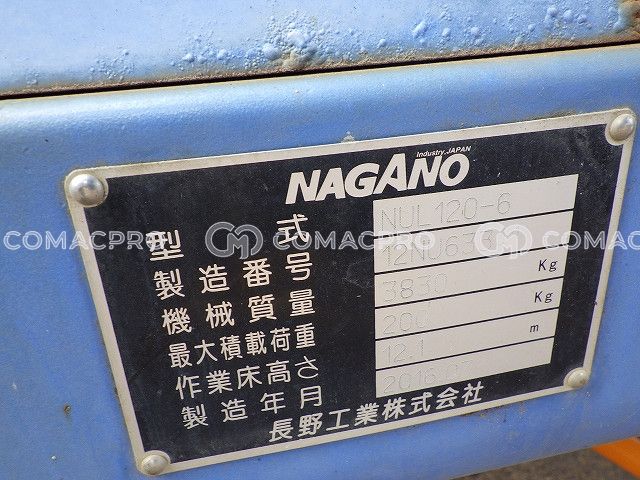 Industry, JAPAN
NAGANO
型式 NUL120-6
製造番号
機械質量 3830 Kg
最大積載荷重 200 Kg
作業床高さ 12.1 m
製造年月
長野工業株式会社
COMACPRO COMACPRO COMACPRO